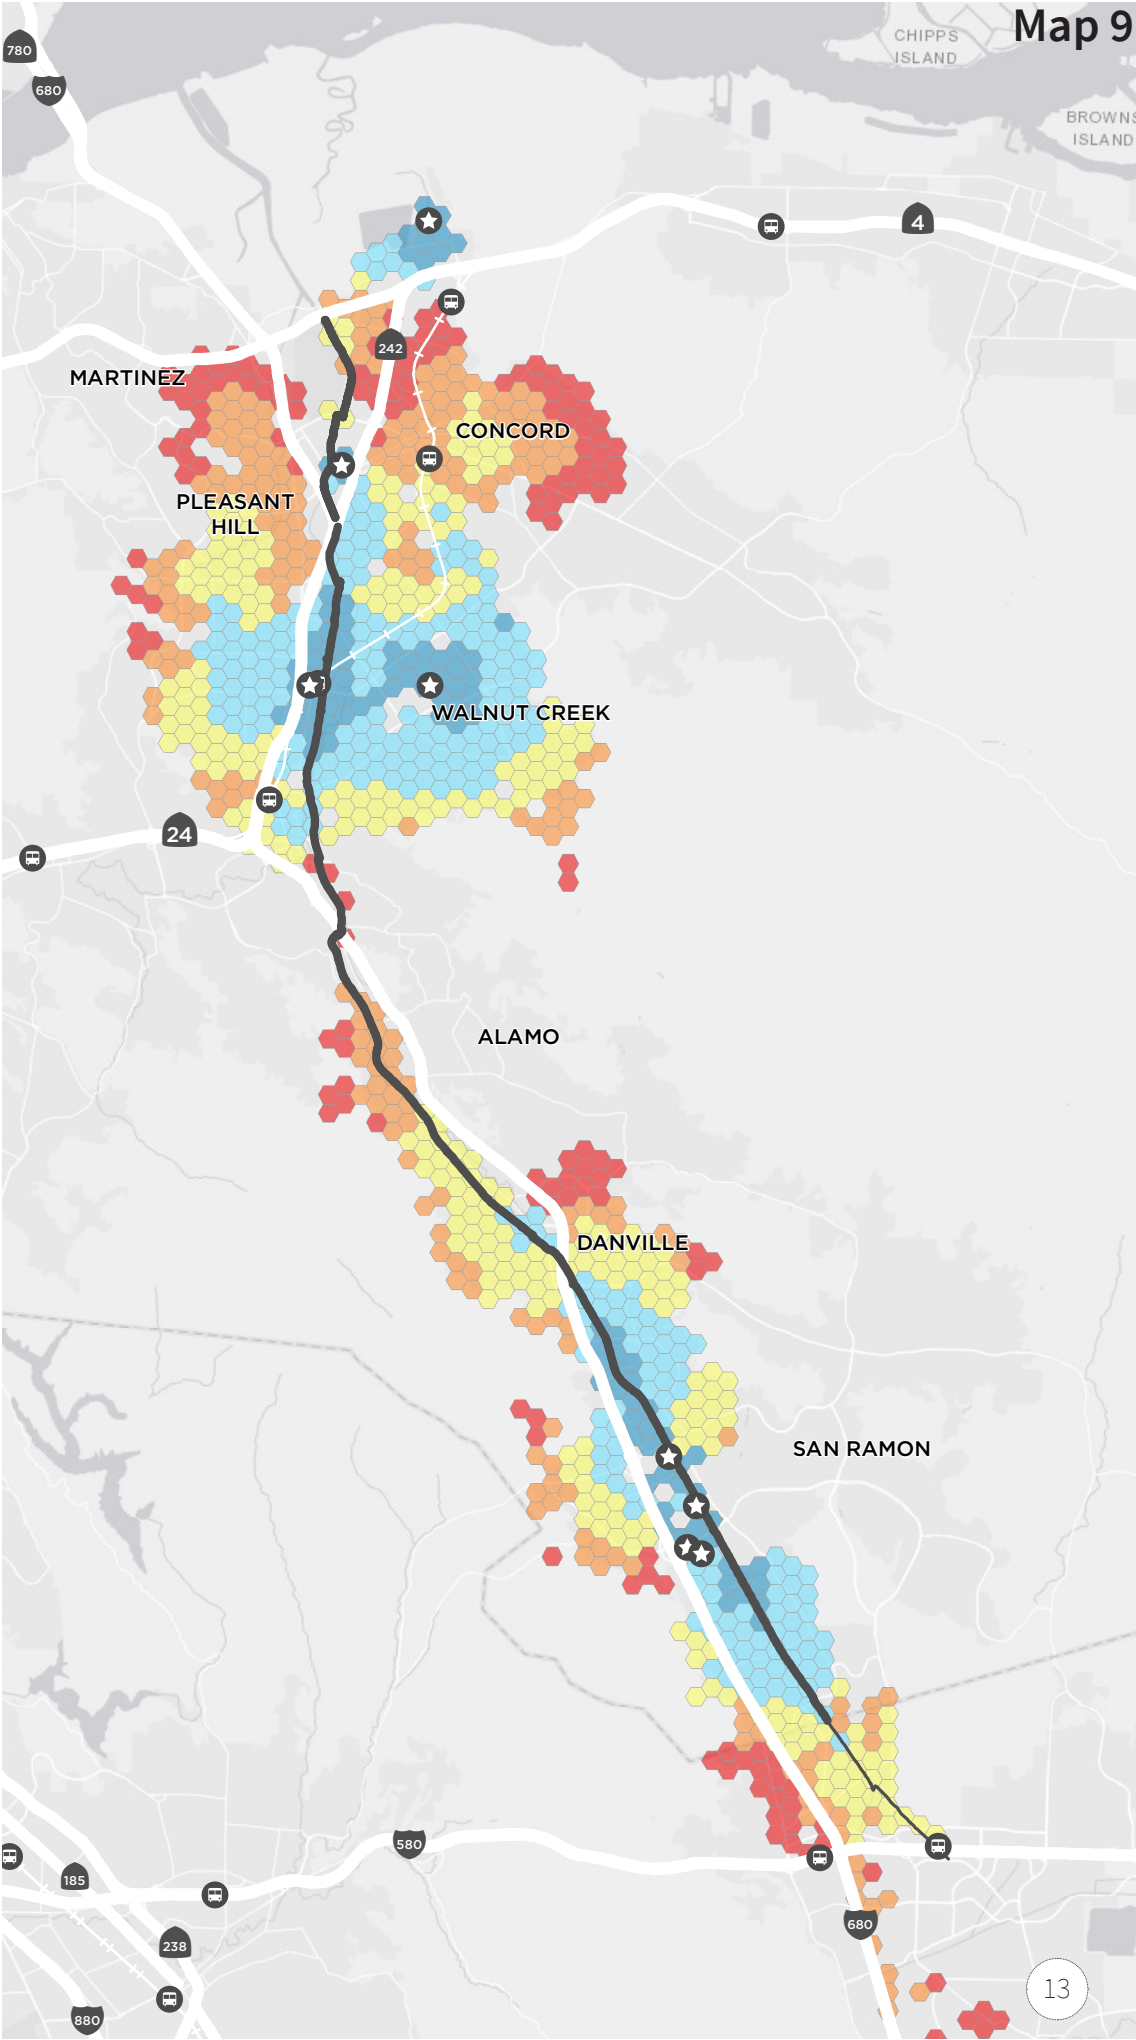 Map 9
CHIPPS
ISLAND
780
680
BROWNS
ISLAND
4
242
MARTINEZ
CONCORD
PLEASANT
HILL
WALNUT CREEK
24
ALAMO
DANVILLE
SAN RAMON
580
185
680
238
13
880